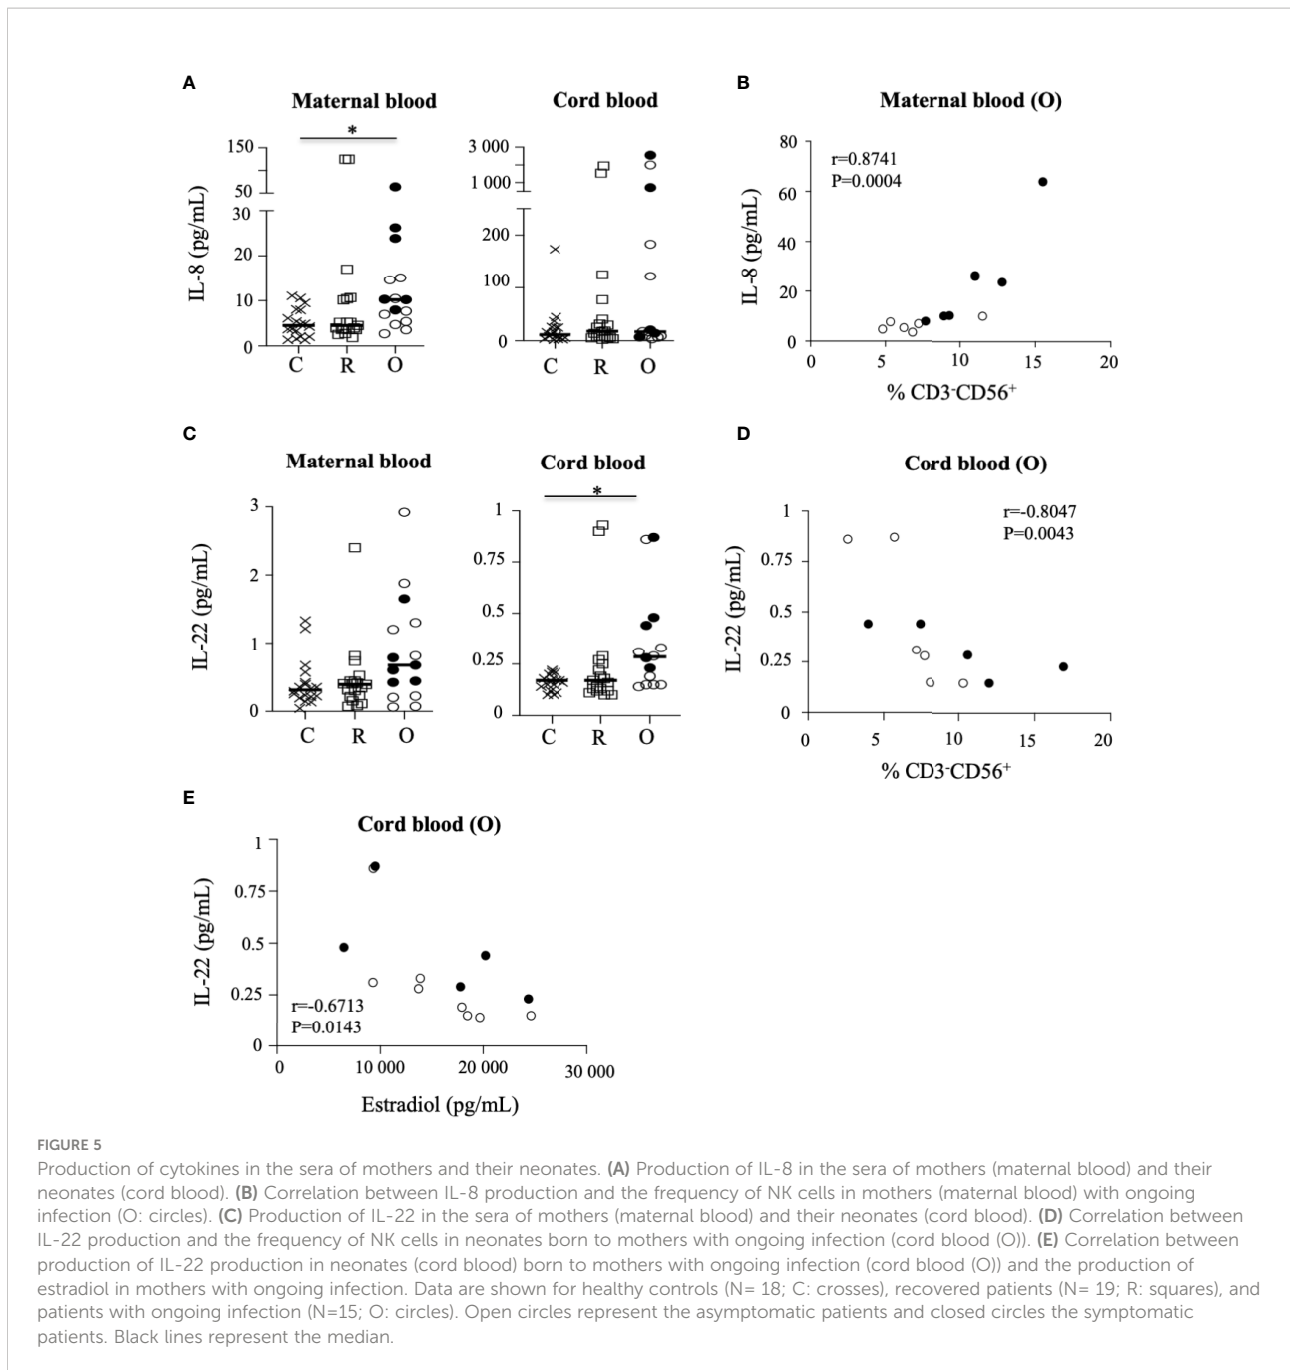 A
Maternal blood
*
IL-8 (pg/mL)
150
50
30
20
10
0
C R O
Cord blood
3 000
1 000
200
100
0
C R O
B
Maternal blood (O)
r=0.8741
P=0.0004
IL-8 (pg/mL)
80
60
40
20
0
0 5 10 15 20
% CD3-CD56+
C
Maternal blood
IL-22 (pg/mL)
3
2
1
0
C R O
Cord blood
*
1
0.75
0.5
0.25
0
C R O
D
Cord blood (O)
r=-0.8047
P=0.0043
IL-22 (pg/mL)
1
0.75
0.5
0.25
0
0 5 10 15 20
% CD3-CD56+
E
Cord blood (O)
IL-22 (pg/mL)
1
0.75
0.5
0.25
0
r=-0.6713
P=0.0143
0 10 000 20 000 30 000
Estradiol (pg/mL)
FIGURE 5
Production of cytokines in the sera of mothers and their neonates. (A) Production of IL-8 in the sera of mothers (maternal blood) and their
neonates (cord blood). (B) Correlation between IL-8 production and the frequency of NK cells in mothers (maternal blood) with ongoing
infection (O: circles). (C) Production of IL-22 in the sera of mothers (maternal blood) and their neonates (cord blood). (D) Correlation between
IL-22 production and the frequency of NK cells in neonates born to mothers with ongoing infection (cord blood (O)). (E) Correlation between
production of IL-22 production in neonates (cord blood) born to mothers with ongoing infection (cord blood (O)) and the production of
estradiol in mothers with ongoing infection. Data are shown for healthy controls (N= 18; C: crosses), recovered patients (N= 19; R: squares), and
patients with ongoing infection (N=15; O: circles). Open circles represent the asymptomatic patients and closed circles the symptomatic
patients. Black lines represent the median.